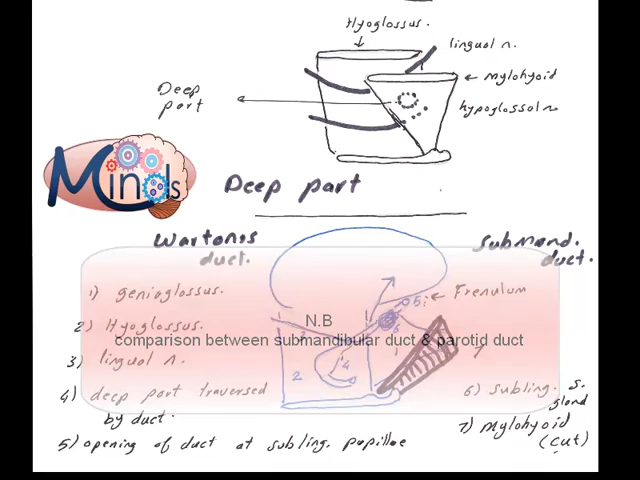 Hyoglossus.
lingual n.
mylohyoid
Deep part
hypoglossal n
Minds
Deep part
Wartons duct.
Submand. duct.
1) genioglossus.
5: ← Frenulum
2) Hyoglossus.
N.B
comparison between submandibular duct & parotid duct
3) lingual n.
4) deep part traversed by duct.
6) Subling. S. gland
5) opening of duct at subling. papillae
7) Mylohyoid (cut)